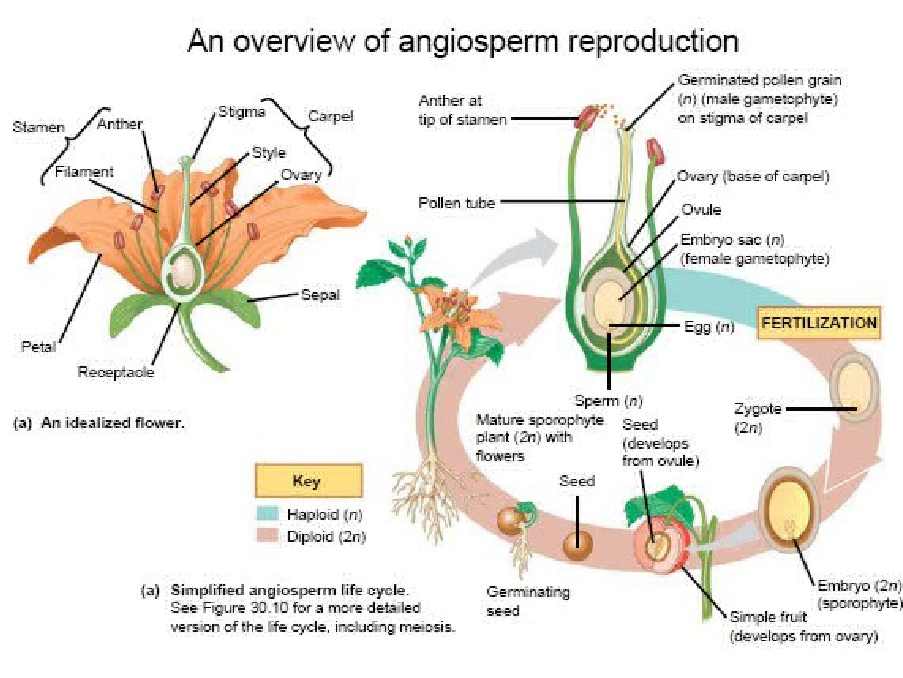 An overview of angiosperm reproduction
Stamen
Anther
Filament
Stigma
Carpel
Style
Ovary
Sepal
Petal
Receptacle
(a) An idealized flower.
Anther at
tip of stamen
Germinated pollen grain
(n) (male gametophyte)
on stigma of carpel
Pollen tube
Ovary (base of carpel)
Ovule
Embryo sac (n)
(female gametophyte)
Egg (n)
FERTILIZATION
Sperm (n)
Zygote
(2n)
Mature sporophyte
plant (2n) with
flowers
Seed
(develops
from ovule)
Seed
Key
Haploid (n)
Diploid (2n)
Germinating
seed
Embryo (2n)
(sporophyte)
Simple fruit
(develops from ovary)
(a) Simplified angiosperm life cycle.
See Figure 30.10 for a more detailed
version of the life cycle, including meiosis.